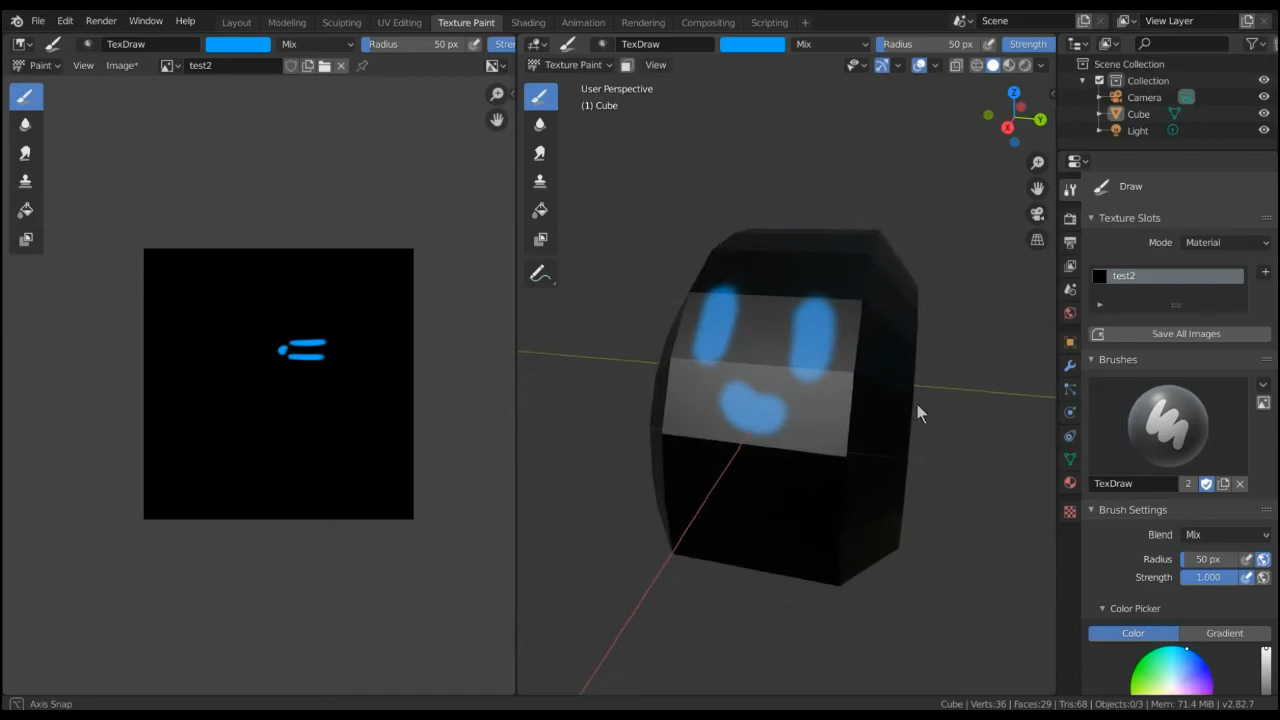 File Edit Render Window Help Layout Modeling Sculpting UV Editing Texture Paint Shading Animation Rendering Compositing Scripting + Scene View Layer
TexDraw Mix Radius 50 px Stren TexDraw Mix Radius 50 px Strength
Paint View Image* test2 Texture Paint View
Scene Collection
Collection
Camera
Cube
Light
User Perspective
(1) Cube
Z
Y
X
Draw
Texture Slots
Mode Material
test2
Save All Images
Brushes
TexDraw 2
Brush Settings
Blend Mix
Radius 50 px
Strength 1.000
Color Picker
Color Gradient
Axis Snap Cube | Verts:36 | Faces:29 | Tris:68 | Objects:0/3 | Mem: 71.4 MiB | v2.82.7